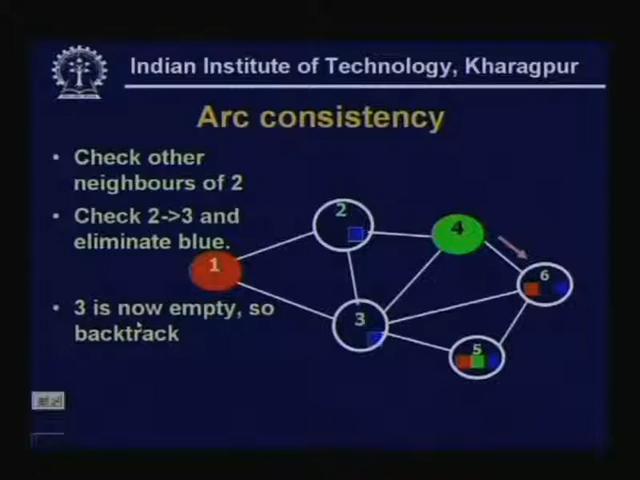 Indian Institute of Technology, Kharagpur
Arc consistency
• Check other
neighbours of 2
• Check 2->3 and
eliminate blue.
• 3 is now empty, so
backtrack
1
2
3
4
5
6